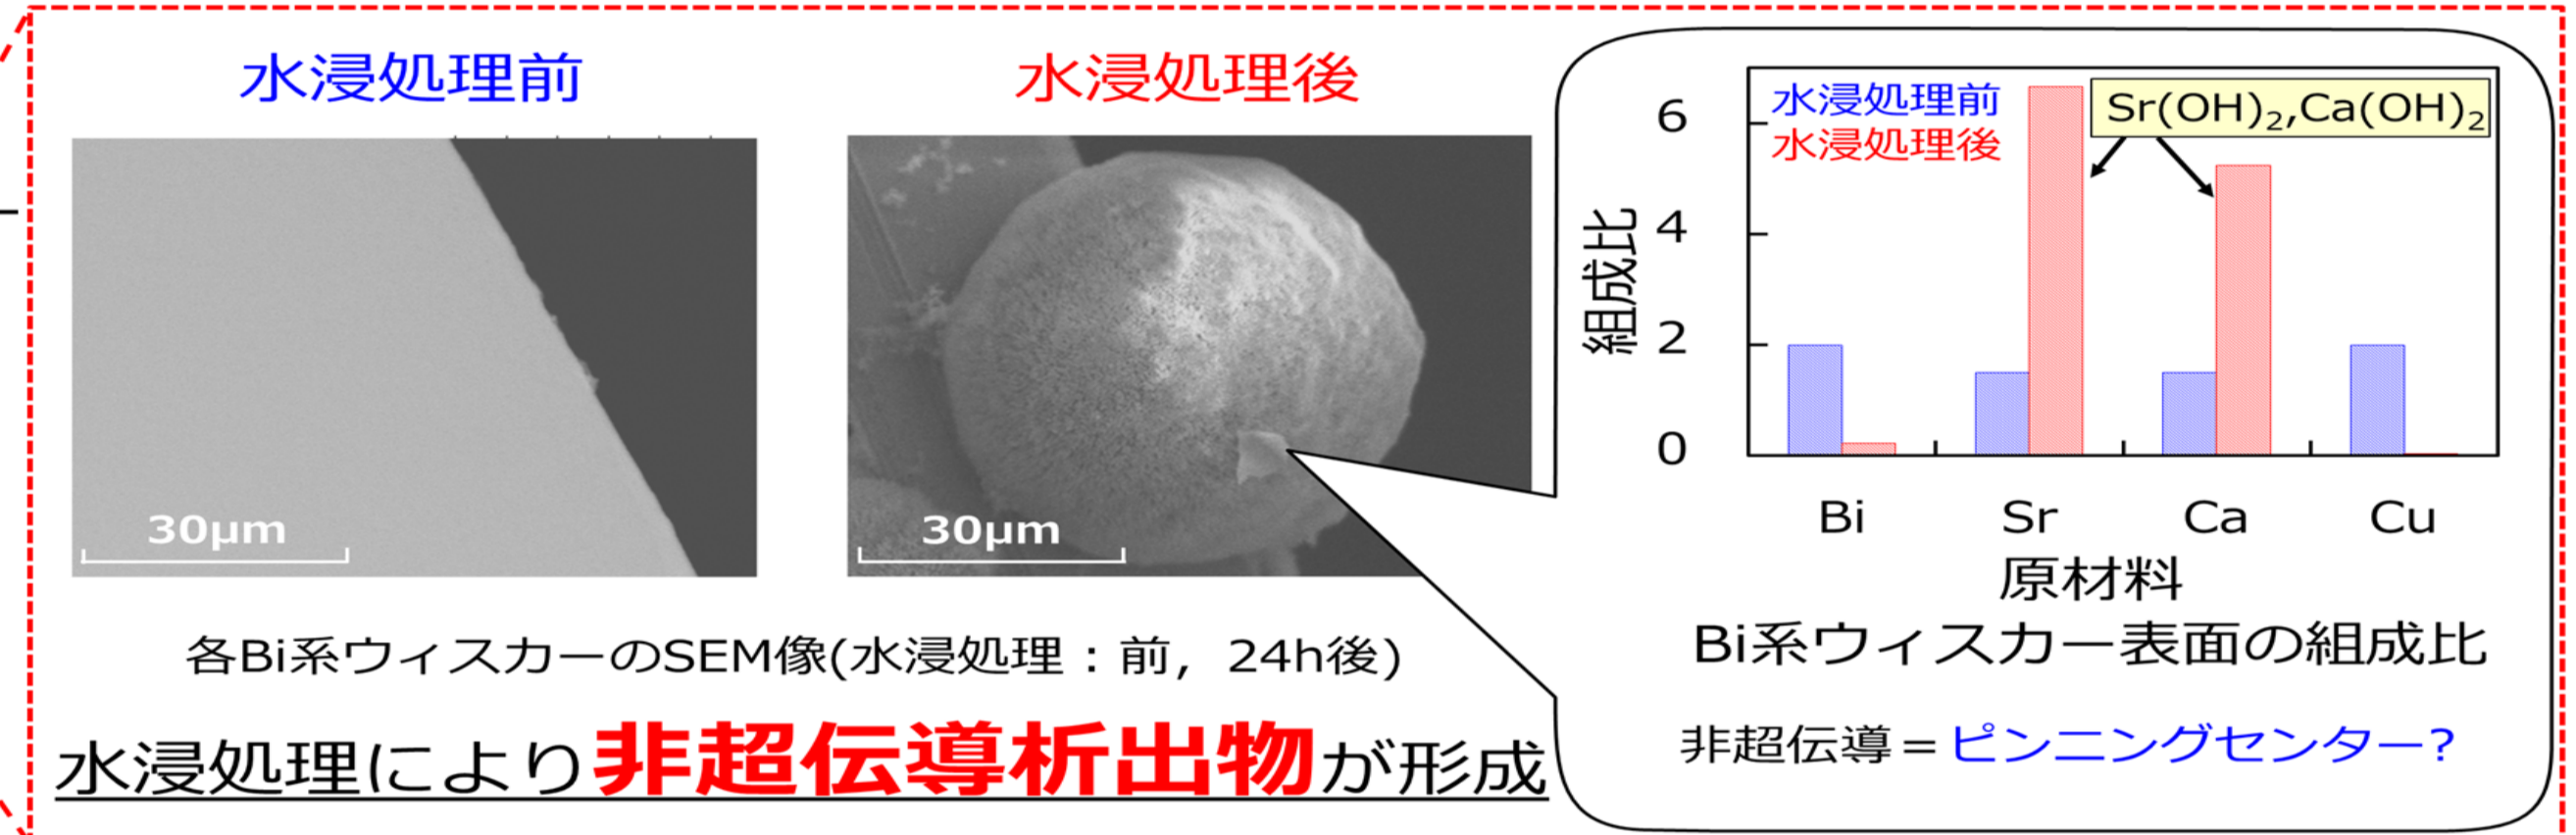 水浸処理前
水浸処理後
30μm
30μm
各Bi系ウィスカーのSEM像(水浸処理：前，24h後)
水浸処理により非超伝導析出物が形成
水浸処理前
水浸処理後
Sr(OH)₂,Ca(OH)₂
組成比
6
4
2
0
Bi Sr Ca Cu
原材料
Bi系ウィスカー表面の組成比
非超伝導＝ピンニングセンター?